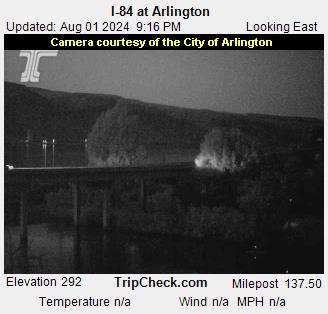 I-84 at Arlington
Updated: Aug 01 2024 9:16 PM Looking East
Camera courtesy of the City of Arlington
Elevation 292 TripCheck.com Milepost 137.50
Temperature n/a Wind n/a MPH n/a